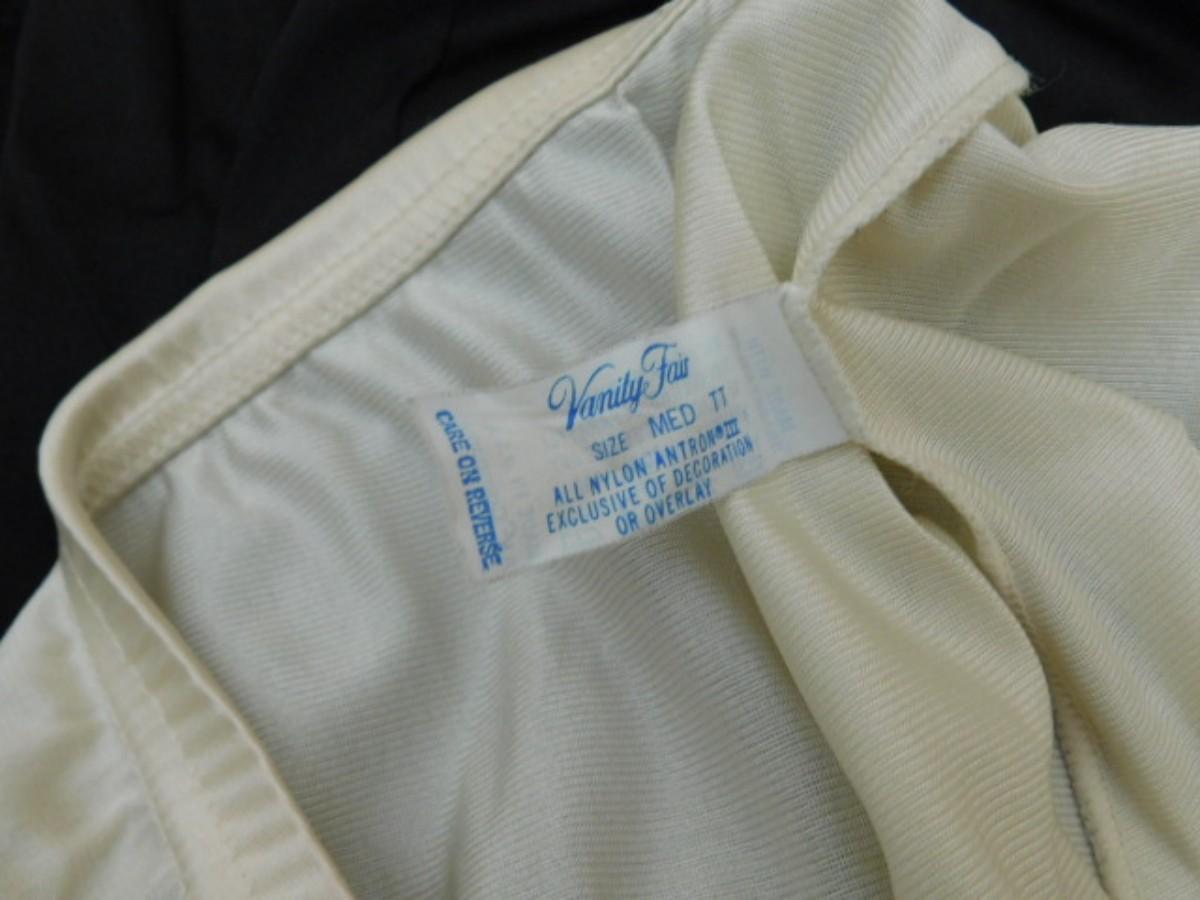 Vanity Fair
SIZE MED TT
ALL NYLON ANTRON® III
EXCLUSIVE OF DECORATION
OR OVERLAY
CARE ON REVERSE